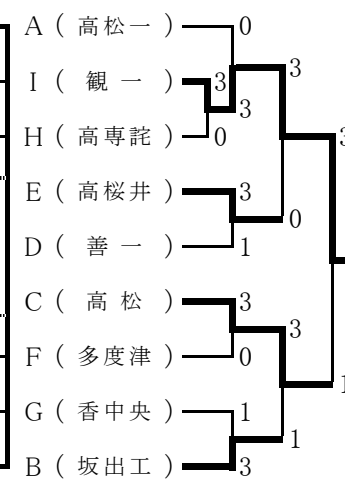 A ( 高松一 ) 0
3
I ( 観一 ) 3
3
H ( 高専詫 ) 0
3
E ( 高桜井 ) 3
0
D ( 善一 ) 1
C ( 高松 ) 3
3
F ( 多度津 ) 0
1
G ( 香中央 ) 1
1
B ( 坂出工 ) 3